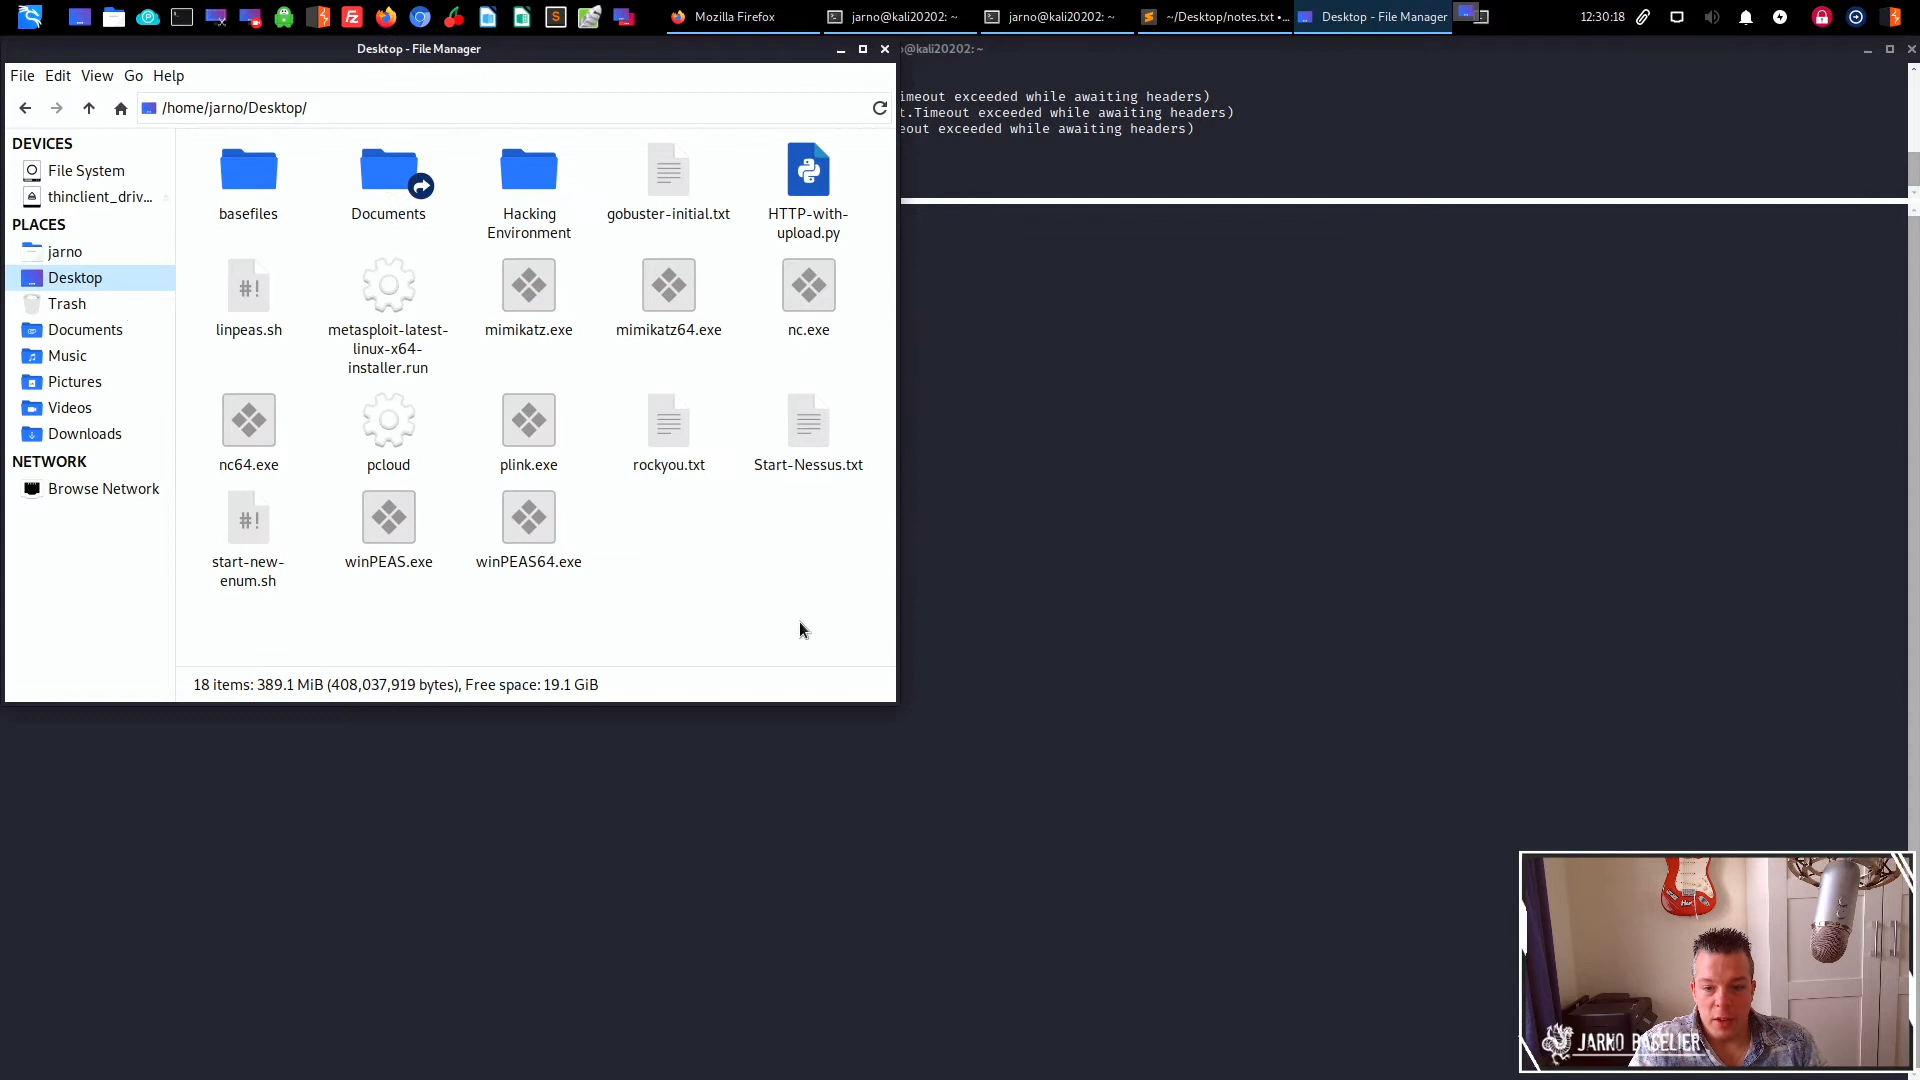 Mozilla Firefox
jarno@kali20202: ~
jarno@kali20202: ~
~/Desktop/notes.txt •...
Desktop - File Manager
12:30:18
Desktop - File Manager
o@kali20202: ~
File Edit View Go Help
/home/jarno/Desktop/
imeout exceeded while awaiting headers)
t.Timeout exceeded while awaiting headers)
eout exceeded while awaiting headers)
DEVICES
File System
thinclient_driv...
PLACES
jarno
Desktop
Trash
Documents
Music
Pictures
Videos
Downloads
NETWORK
Browse Network
basefiles
Documents
Hacking
Environment
gobuster-initial.txt
HTTP-with-
upload.py
linpeas.sh
metasploit-latest-
linux-x64-
installer.run
mimikatz.exe
mimikatz64.exe
nc.exe
nc64.exe
pcloud
plink.exe
rockyou.txt
Start-Nessus.txt
start-new-
enum.sh
winPEAS.exe
winPEAS64.exe
18 items: 389.1 MiB (408,037,919 bytes), Free space: 19.1 GiB
JARNO BASELIER